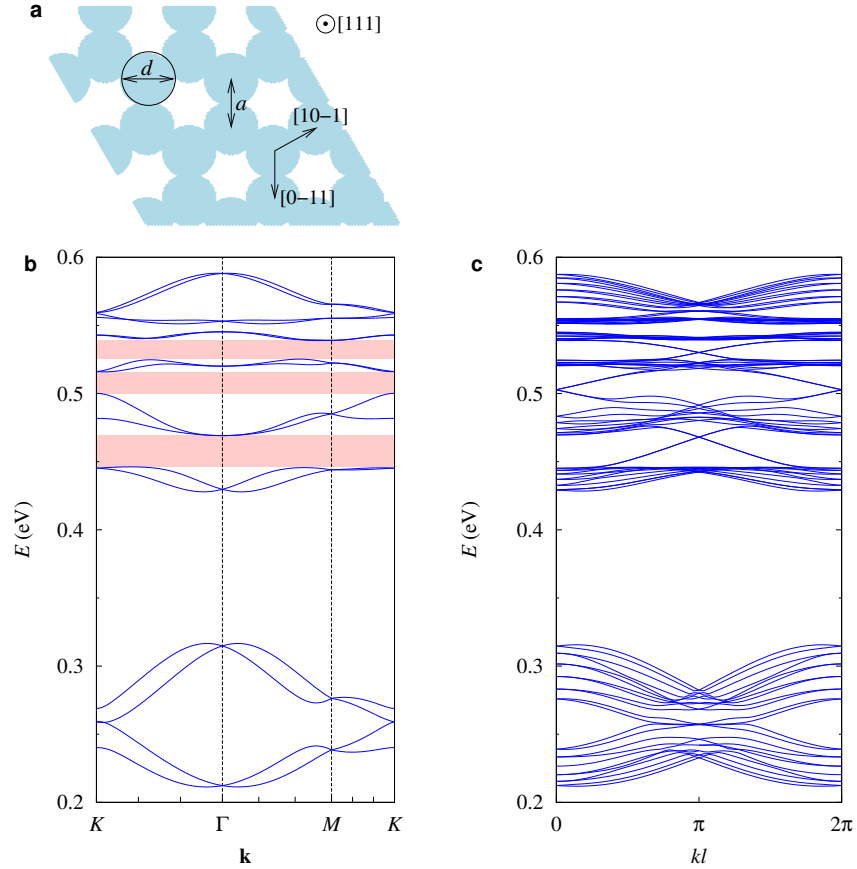 a
[111]
d
a
[10−1]
[0−11]
b
c
0.6
0.6
0.5
0.5
E (eV)
E (eV)
0.4
0.4
0.3
0.3
0.2
0.2
K Γ M K
0 π 2π
k
kl